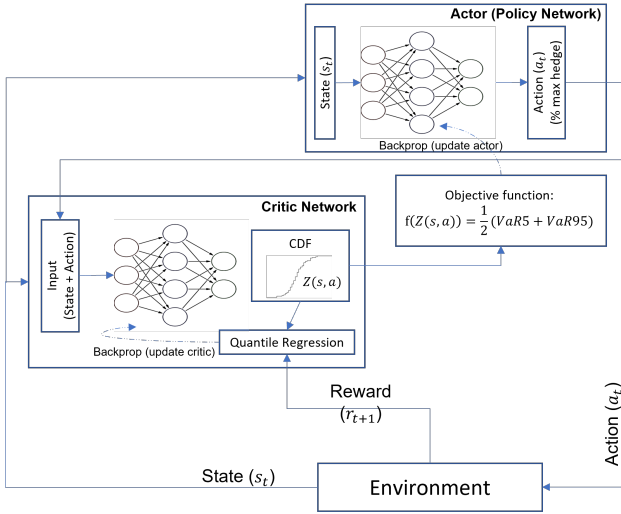 Actor (Policy Network)
State (s_t)
Action (a_t)
(% max hedge)
Backprop (update actor)
Objective function:
f(Z(s, a)) = 1/2 (VaR5 + VaR95)
Critic Network
Input
(State + Action)
CDF
Z(s, a)
Backprop (update critic)
Quantile Regression
Reward
(r_{t+1})
Action (a_t)
State (s_t)
Environment